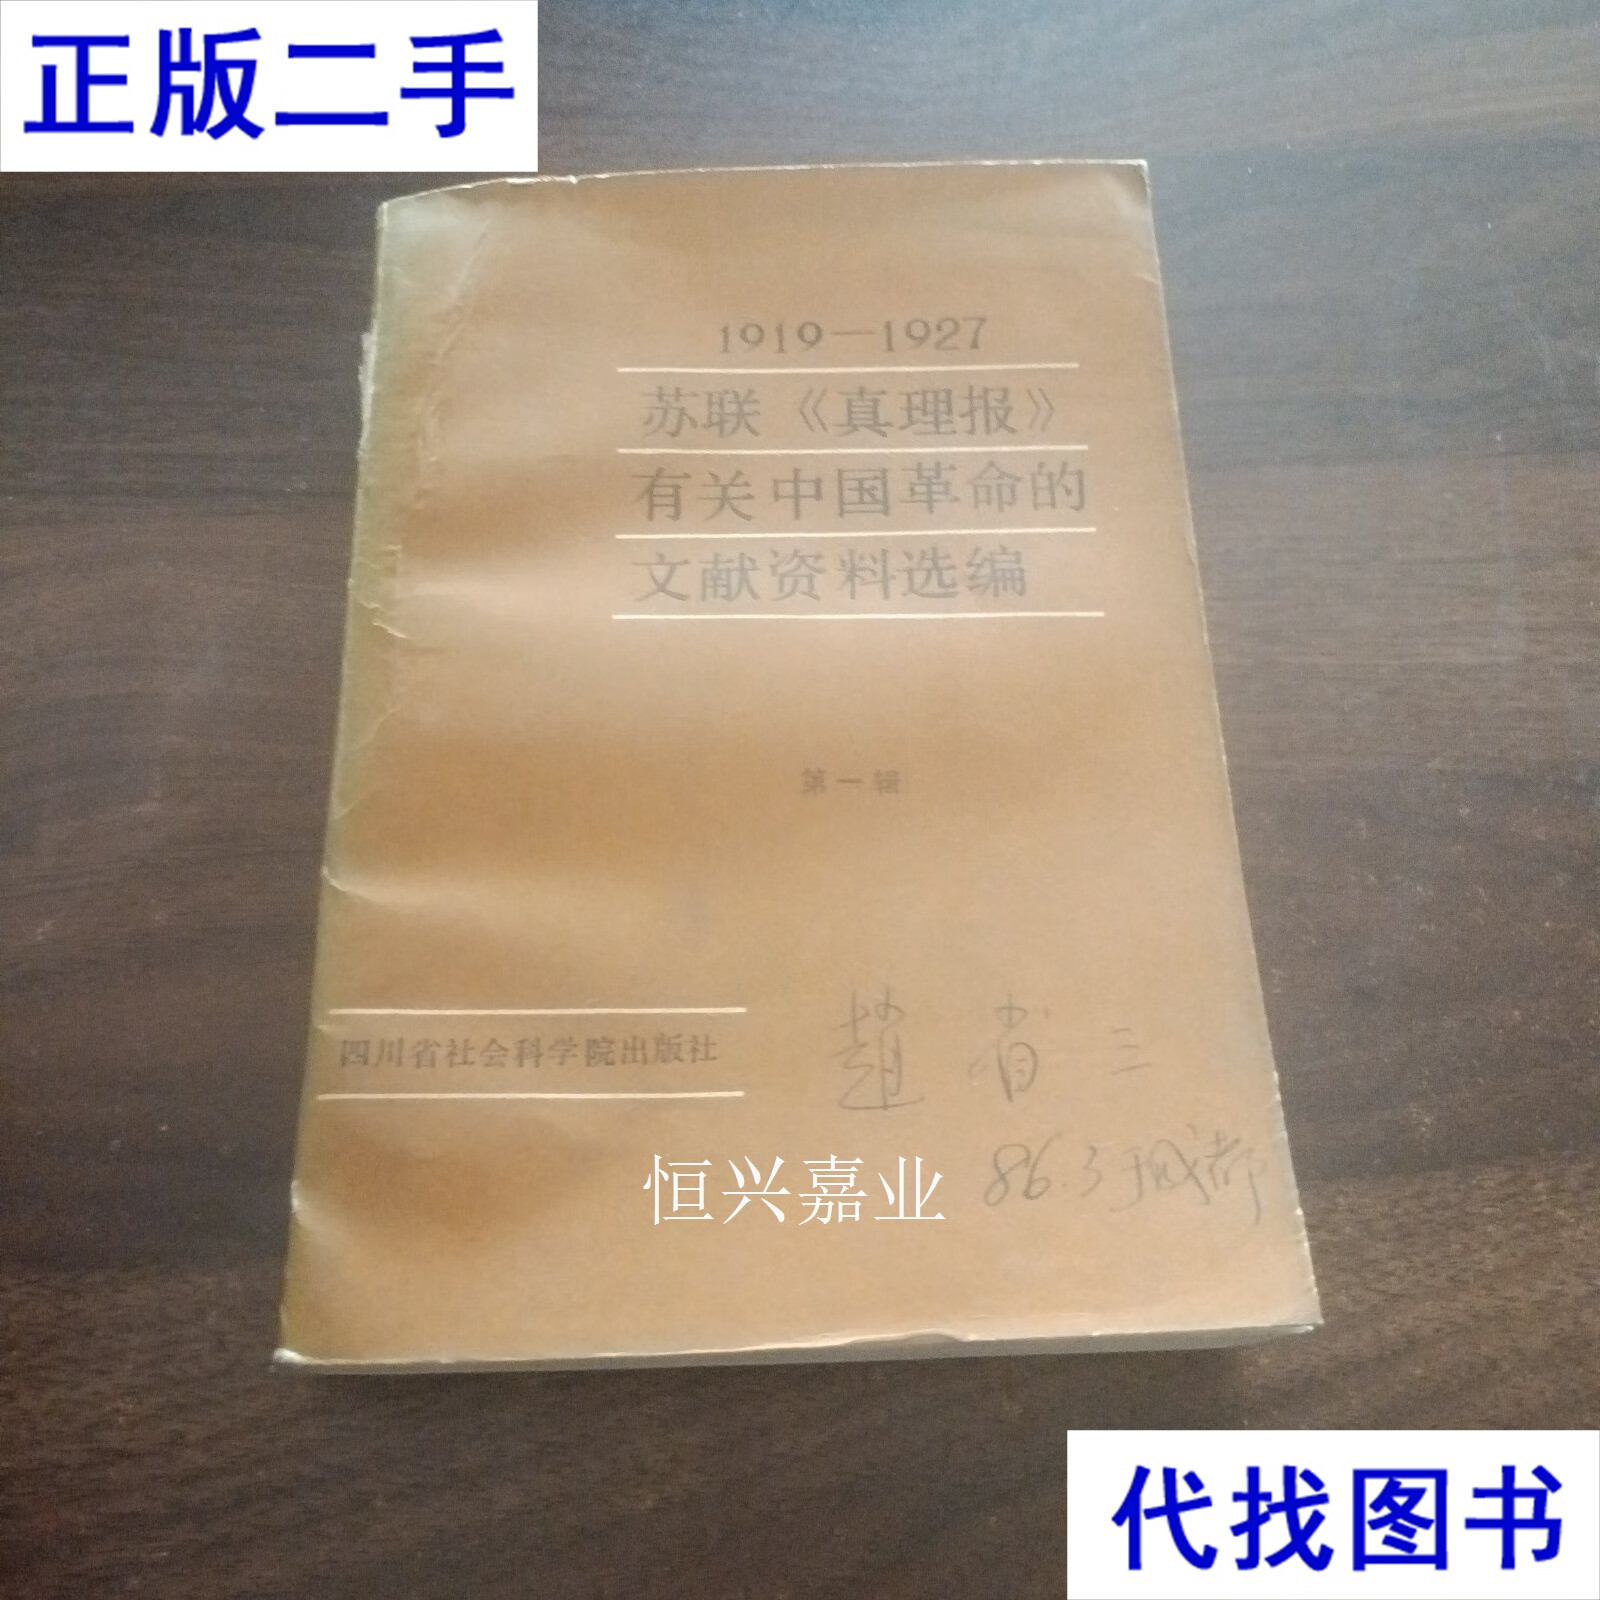 正版二手
1919—1927
苏联《真理报》
有关中国革命的
文献资料选编
第一辑
四川省社会科学院出版社
趙省三
86.3于成都
恒兴嘉业
代找图书